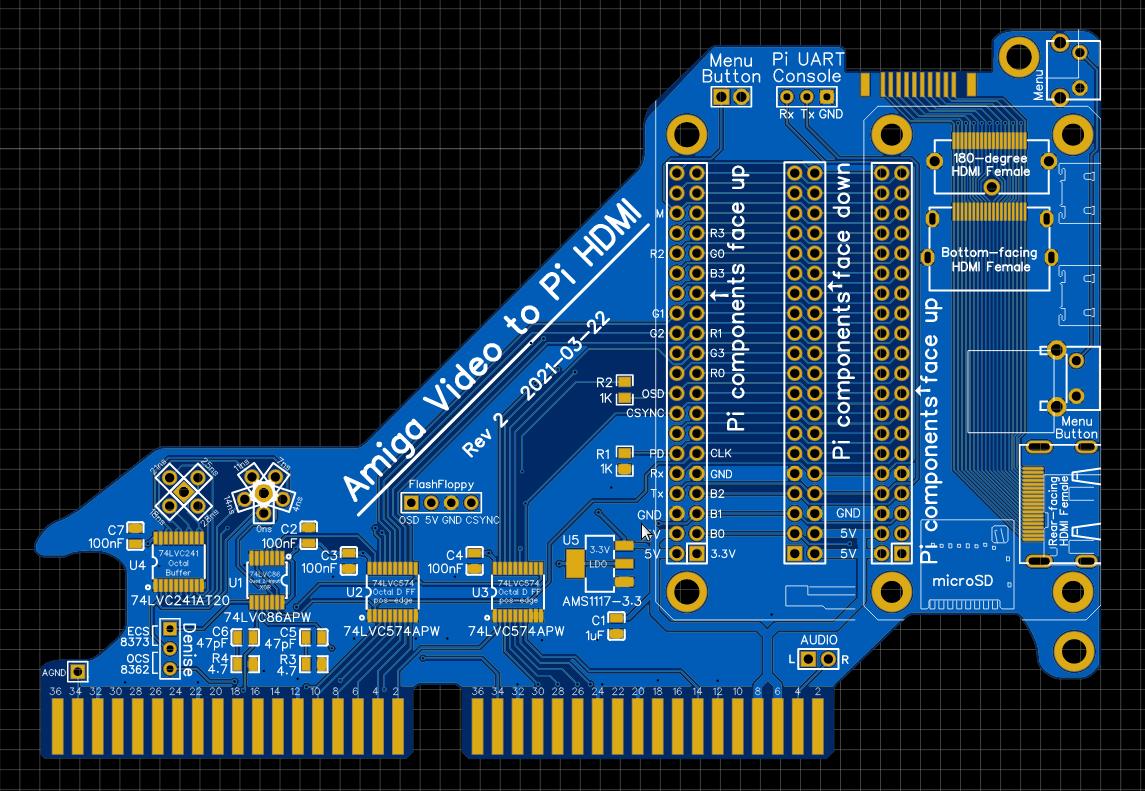 Menu
Button
Pi UART
Console
Rx Tx GND
Menu
180-degree
HDMI Female
Bottom-facing
HDMI Female
Amiga Video to Pi HDMI
Rev 2 2021-03-22
Pi components face up
Pi components face down
Pi components face up
M
R3
R2
G0
B3
G1
G2
R1
G3
R0
OSD
CSYNC
PD
CLK
Rx
GND
Tx
B2
GND
B1
B0
5V
3.3V
GND
5V
5V
R2
1K
R1
1K
Menu
Button
Rear-facing
HDMI Female
microSD
FlashFloppy
OSD 5V GND CSYNC
21ns
7ns
14ns
0ns
C7
100nF
U4
74LVC241
Octal
Buffer
74LVC241AT20
C2
100nF
U1
74LVC86
XOR
74LVC86APW
C3
100nF
U2
74LVC574
Octal D FF
pos-edge
74LVC574APW
C4
100nF
U3
74LVC574
Octal D FF
pos-edge
74LVC574APW
U5
3.3V
LDO
AMS1117-3.3
C1
1uF
ECS
8373
OCS
8362
Denise
C6
47pF
R4
4.7
C5
47pF
R3
4.7
AGND
AUDIO
L R
36 34 32 30 28 26 24 22 20 18 16 14 12 10 8 6 4 2
36 34 32 30 28 26 24 22 20 18 16 14 12 10 8 6 4 2